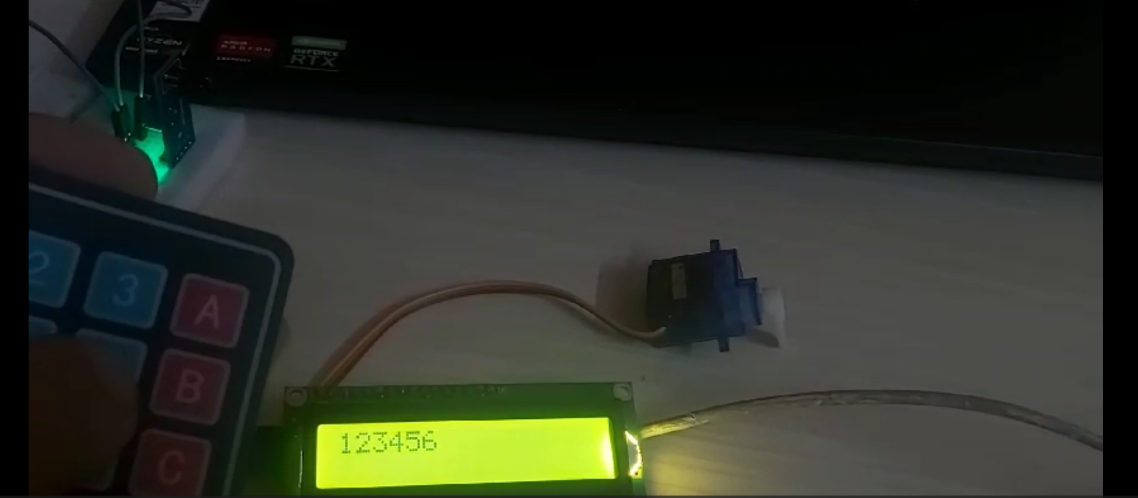 RYZEN
RADEON
GEFORCE
RTX
2
3
A
B
C
123456